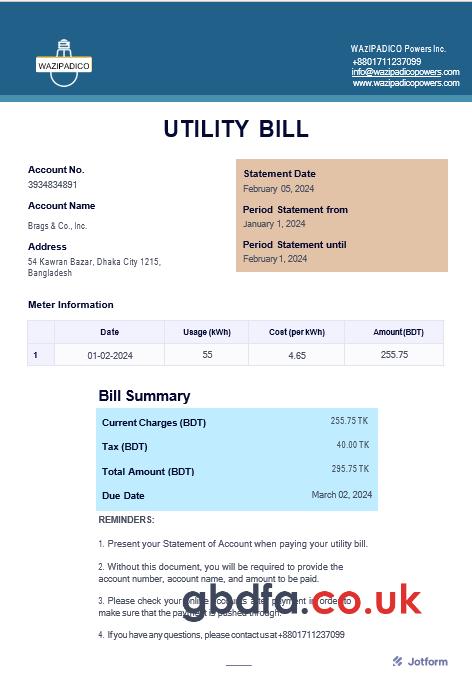 WAZIPADICO
WAZIPADICO Powers Inc.
+8801711237099
info@wazipadicopowers.com
www.wazipadicopowers.com
UTILITY BILL
Account No.
3934834891
Account Name
Brags & Co., Inc.
Address
54 Kawran Bazar, Dhaka City 1215,
Bangladesh
Statement Date
February 05, 2024
Period Statement from
January 1, 2024
Period Statement until
February 1, 2024
Meter Information
Date Usage (kWh) Cost (per kWh) Amount (BDT)
1 01-02-2024 55 4.65 255.75
Bill Summary
Current Charges (BDT) 255.75 TK
Tax (BDT) 40.00 TK
Total Amount (BDT) 295.75 TK
Due Date March 02, 2024
REMINDERS:
1. Present your Statement of Account when paying your utility bill.
2. Without this document, you will be required to provide the
account number, account name, and amount to be paid.
3. Please check your online accounts after payment in order to
make sure that the payment is pushed through.
gbdfa.co.uk
4. If you have any questions, please contact us at +8801711237099
Jotform